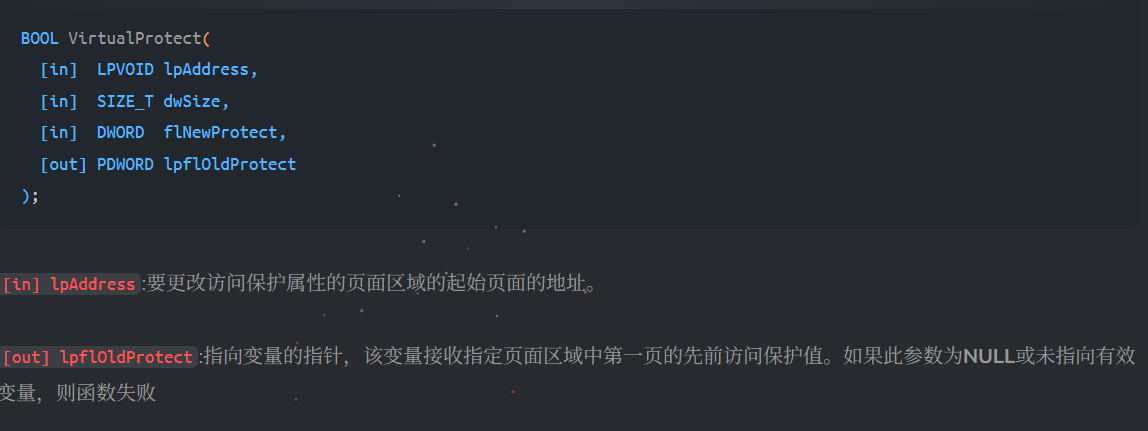 BOOL VirtualProtect(
[in] LPVOID lpAddress,
[in] SIZE_T dwSize,
[in] DWORD flNewProtect,
[out] PDWORD lpflOldProtect
);
[in] lpAddress:要更改访问保护属性的页面区域的起始页面的地址。
[out] lpflOldProtect:指向变量的指针，该变量接收指定页面区域中第一页的先前访问保护值。如果此参数为NULL或未指向有效
变量，则函数失败